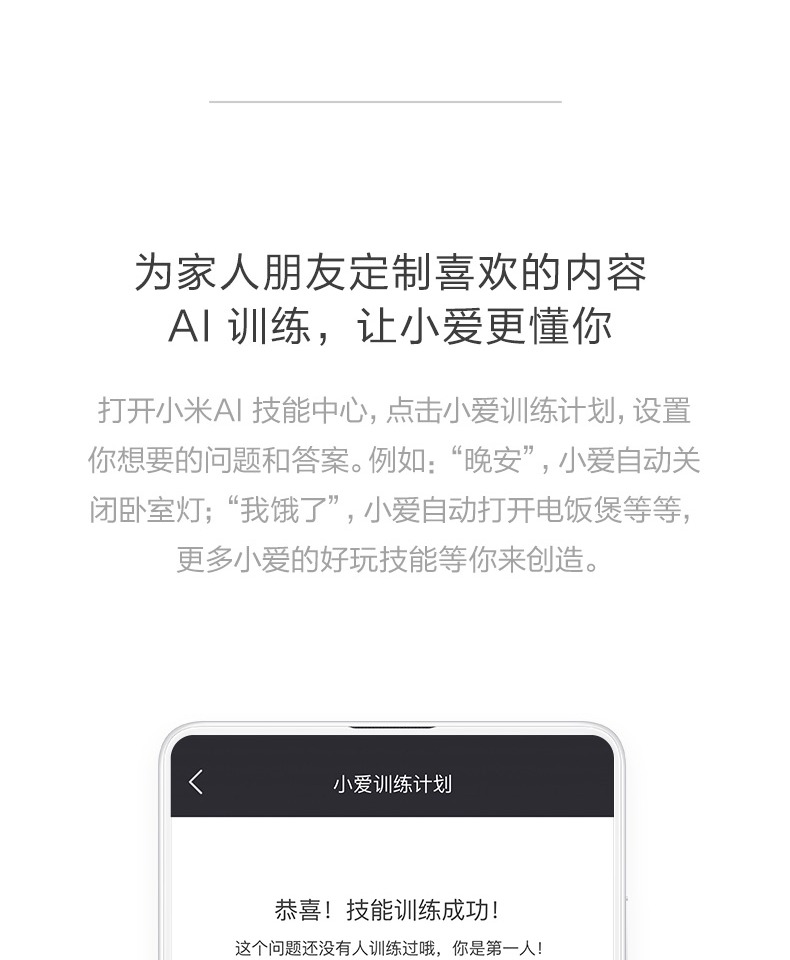 为家人朋友定制喜欢的内容
AI 训练，让小爱更懂你
打开小米AI 技能中心，点击小爱训练计划，设置
你想要的问题和答案。例如：“晚安”，小爱自动关
闭卧室灯；“我饿了”，小爱自动打开电饭煲等等，
更多小爱的好玩技能等你来创造。
小爱训练计划
恭喜！技能训练成功！
这个问题还没有人训练过哦，你是第一人！